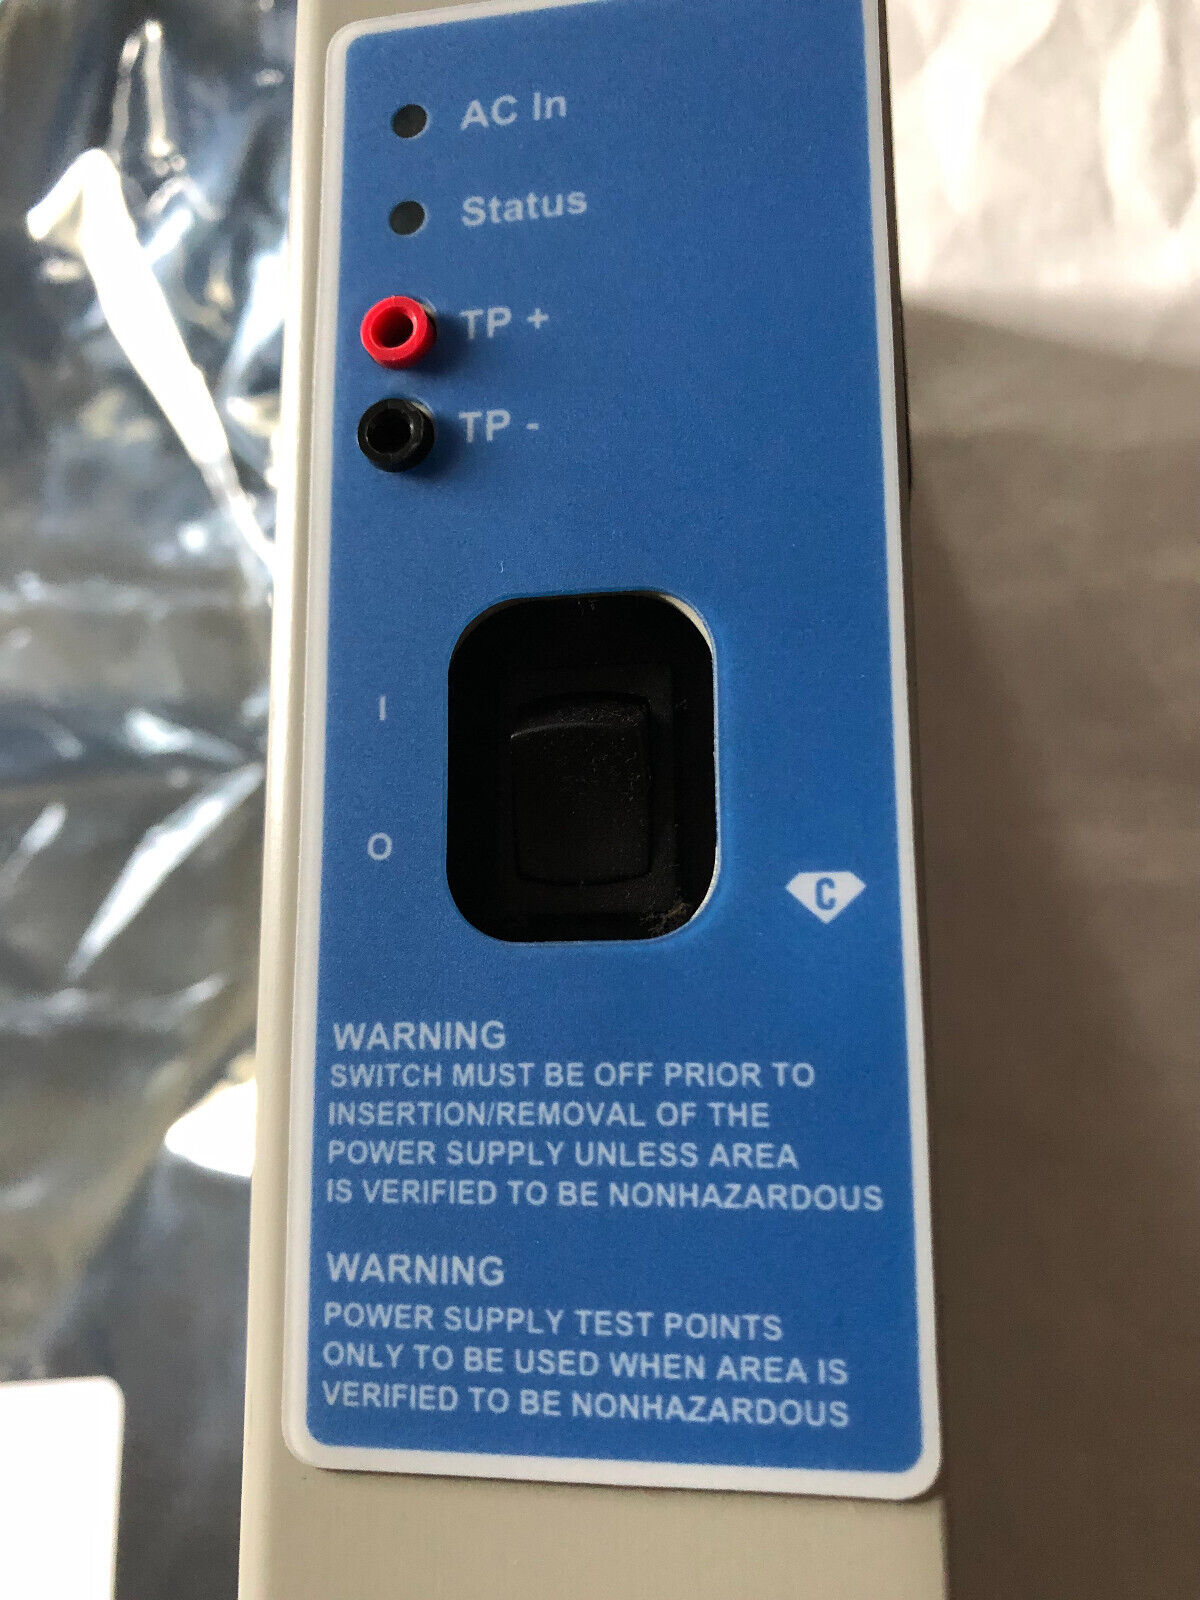 AC In
Status
TP +
TP -
I
O
C
WARNING
SWITCH MUST BE OFF PRIOR TO
INSERTION/REMOVAL OF THE
POWER SUPPLY UNLESS AREA
IS VERIFIED TO BE NONHAZARDOUS
WARNING
POWER SUPPLY TEST POINTS
ONLY TO BE USED WHEN AREA IS
VERIFIED TO BE NONHAZARDOUS